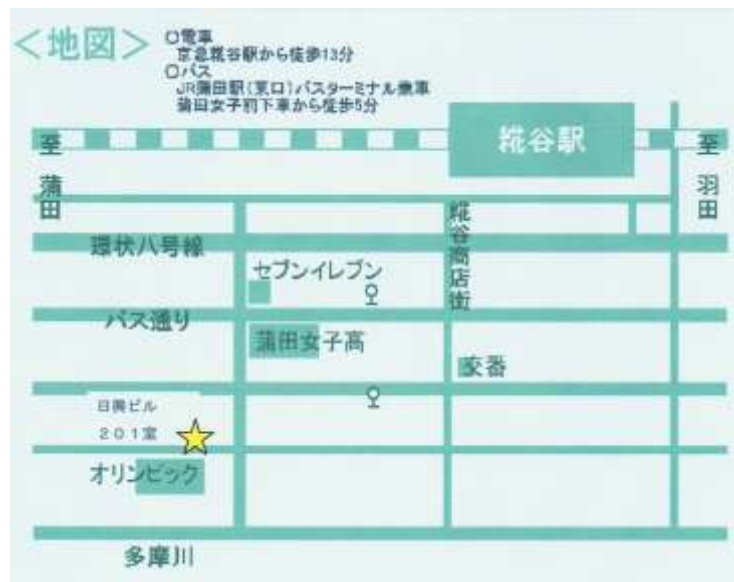 <地図>
○電車
京急糀谷駅から徒歩13分
○バス
JR蒲田駅(東口)バスターミナル乗車
蒲田女子前下車から徒歩5分
糀谷駅
至 蒲田
至 羽田
環状八号線
糀谷商店街
セブンイレブン
バス通り
蒲田女子高
交番
日興ビル
201室
オリンピック
多摩川